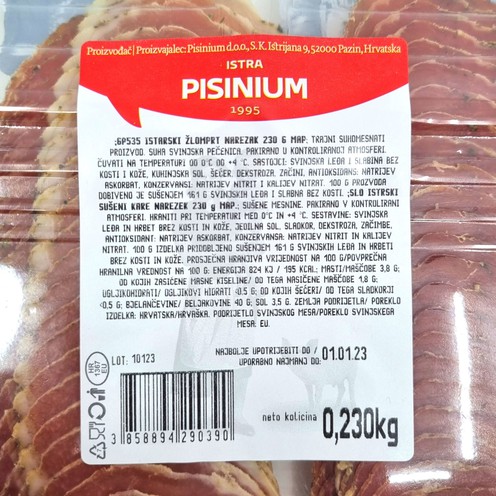 Proizvođač | Proizvajalec: Pisinium d.o.o., S.K. Istrijana 9, 52000 Pazin, Hrvatska
ISTRA
PISINIUM
1995
;6P535 ISTARSKI ŽLOMPRT NAREZAK 230 G MAP. TRAJNI SUHOMESNATI
PROIZVOD. SUHA SVINJSKA PEČENICA. PAKIRANO U KONTROLIRANOJ ATMOSFERI.
ČUVATI NA TEMPERATURI OD 0°C DO +4 °C. SASTOJCI: SVINJSKA LEĐA I SLABINA BEZ
KOSTI I KOŽE, KUHINJSKA SOL, ŠEĆER, DEKSTROZA, ZAČINI, ANTIOKSIDANS: NATRIJEV
ASKORBAT, KONZERVANSI: NATRIJEV NITRIT I KALIJEV NITRAT. 100 G PROIZVODA
DOBIVENO JE SUŠENJEM 161 G SVINJSKIH LEĐA I SLABINA BEZ KOSTI. ;SLO ISTRSKI
SUŠENI KARE NAREZEK 230 g MAP.: SUŠENE MESNINE. PAKIRANO V KONTROLIRANI
ATMOSFERI. HRANITI PRI TEMPERATURI MED 0°C IN +4 °C. SESTAVINE: SVINJSKA
LEĐA IN HRBET BREZ KOSTI IN KOŽE, JEDILNA SOL, SLADKOR, DEKSTROZA, ZAČIMBE,
ANTIOKSIDANT: NATRIJEV ASKORBAT, KONZERVANSA: NATRIJEV NITRIT IN KALIJEV
NITRAT. 100 G IZDELKA PRIDOBLJENO SUŠENJEM 161 G SVINJSKIH LEĐA IN HRBTI
BREZ KOSTI IN KOŽE. PROSJEČNA HRANJIVA VRIJEDNOST NA 100 G/POVPREČNA
HRANILNA VREDNOST NA 100 G: ENERGIJA 824 KJ / 195 KCAL; MASTI/MAŠČOBE 3,8 G;
OD KOJIH ZASIĆENE MASNE KISELINE/ OD TEGA NASIČENE MAŠČOBE 1,8 G;
UGLJIKOHIDRATI/ OGLJIKOVI HIDRATI <0.5 G; OD KOJIH ŠEĆERI/ OD TEGA SLADKORJI
<0,5 G; BJELANČEVINE/ BELJAKOVINE 40 G; SOL 3,5 G. ZEMLJA PODRIJETLA/ POREKLO
IZDELKA: HRVATSKA/HRVAŠKA. PODRIJETLO SVINJSKOG MESA/POREKLO SVINJSKEGA
MESA: EU.
LOT: 10123
NAJBOLJE UPOTRIJEBITI DO /
UPORABNO NAJMANJ DO:
01.01.23
HR
1367
EU
neto kolicina 0,230kg
3 858894 290390